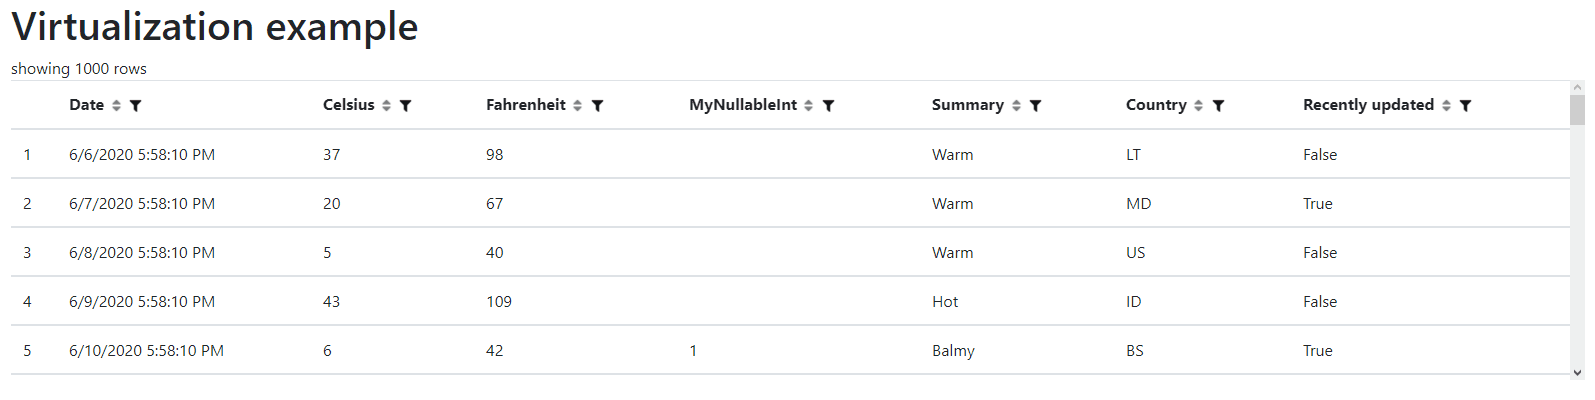 Virtualization example
showing 1000 rows
Date Celsius Fahrenheit MyNullableInt Summary Country Recently updated
1 6/6/2020 5:58:10 PM 37 98 Warm LT False
2 6/7/2020 5:58:10 PM 20 67 Warm MD True
3 6/8/2020 5:58:10 PM 5 40 Warm US False
4 6/9/2020 5:58:10 PM 43 109 Hot ID False
5 6/10/2020 5:58:10 PM 6 42 1 Balmy BS True